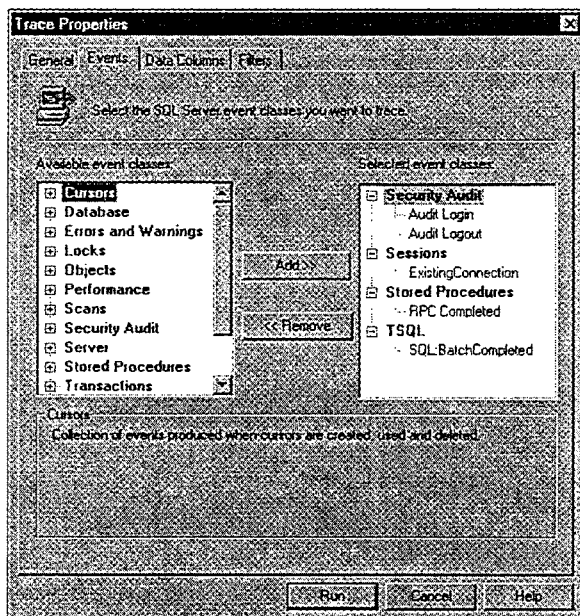 Trace Properties
General Events Data Columns Filters
Select the SQL Server event classes you want to trace.
Available event classes:
Cursors
Database
Errors and Warnings
Locks
Objects
Performance
Scans
Security Audit
Server
Stored Procedures
Transactions
Add >>
<< Remove
Selected event classes:
Security Audit
Audit Login
Audit Logout
Sessions
ExistingConnection
Stored Procedures
RPC:Completed
TSQL
SQL:BatchCompleted
Cursors
Collection of events produced when cursors are created, used and deleted.
Run Cancel Help